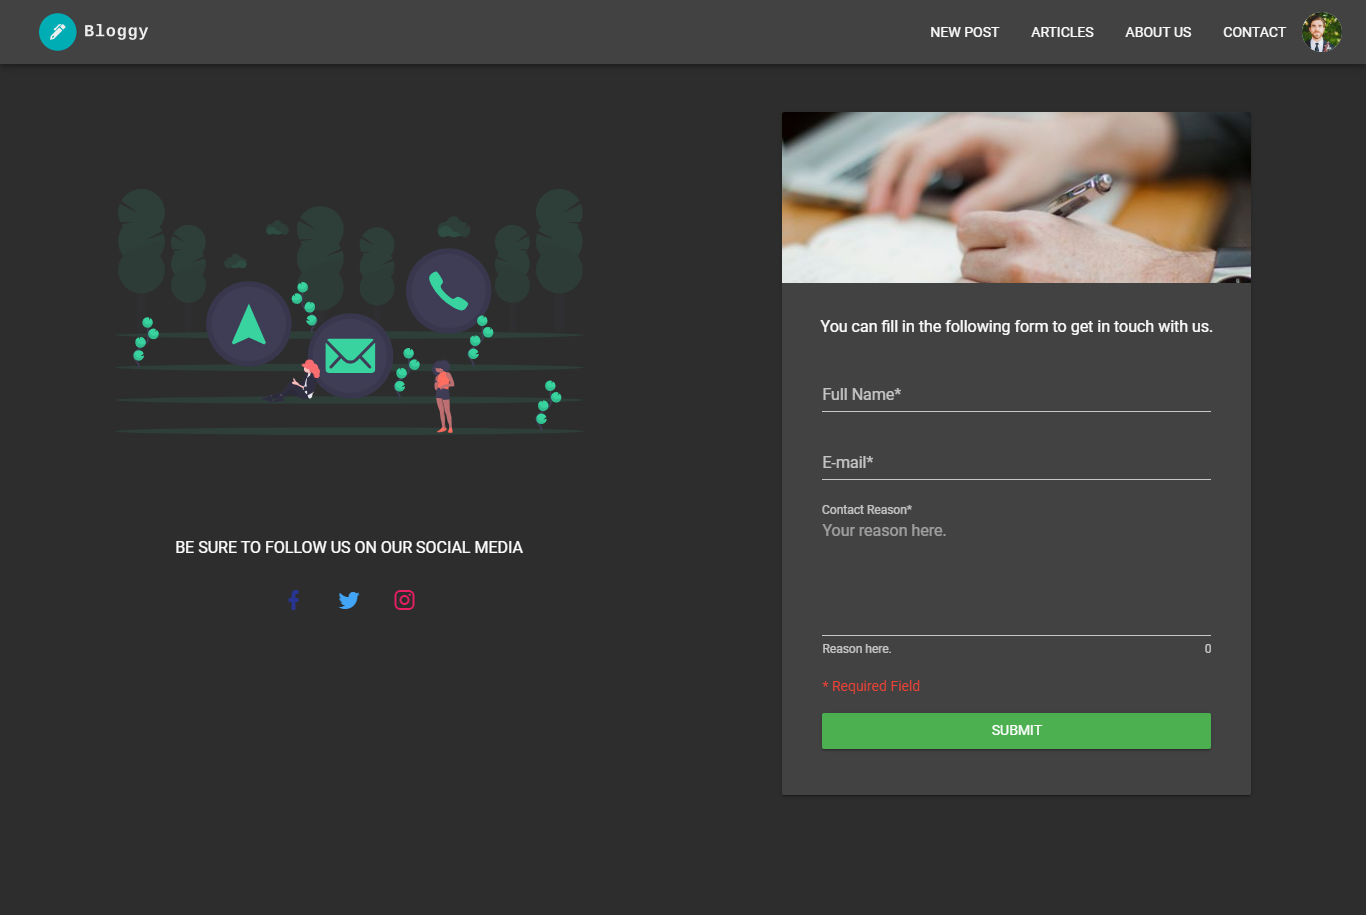 Bloggy
NEW POST
ARTICLES
ABOUT US
CONTACT
You can fill in the following form to get in touch with us.
Full Name*
E-mail*
Contact Reason*
Your reason here.
Reason here.
0
* Required Field
SUBMIT
BE SURE TO FOLLOW US ON OUR SOCIAL MEDIA